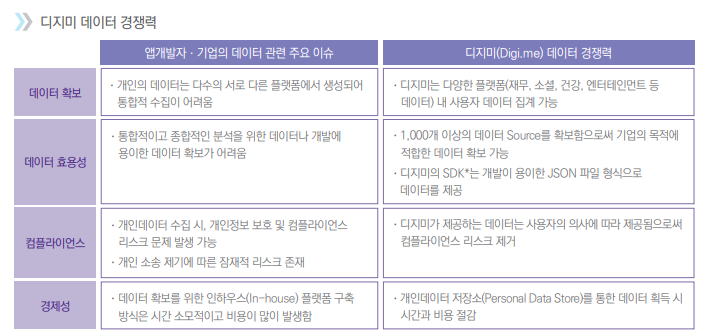 디지미 데이터 경쟁력
앱개발자 · 기업의 데이터 관련 주요 이슈
디지미(Digi.me) 데이터 경쟁력
데이터 확보
· 개인의 데이터는 다수의 서로 다른 플랫폼에서 생성되어
통합적 수집이 어려움
· 디지미는 다양한 플랫폼(재무, 소셜, 건강, 엔터테인먼트 등
데이터) 내 사용자 데이터 집계 가능
데이터 효용성
· 통합적이고 종합적인 분석을 위한 데이터나 개발에
용이한 데이터 확보가 어려움
· 1,000개 이상의 데이터 Source를 확보함으로써 기업의 목적에
적합한 데이터 확보 가능
· 디지미의 SDK*는 개발이 용이한 JSON 파일 형식으로
데이터를 제공
컴플라이언스
· 개인데이터 수집 시, 개인정보 보호 및 컴플라이언스
리스크 문제 발생 가능
· 개인 소송 제기에 따른 잠재적 리스크 존재
· 디지미가 제공하는 데이터는 사용자의 의사에 따라 제공됨으로써
컴플라이언스 리스크 제거
경제성
· 데이터 확보를 위한 인하우스(In-house) 플랫폼 구축
방식은 시간 소모적이고 비용이 많이 발생함
· 개인데이터 저장소(Personal Data Store)를 통한 데이터 획득 시
시간과 비용 절감